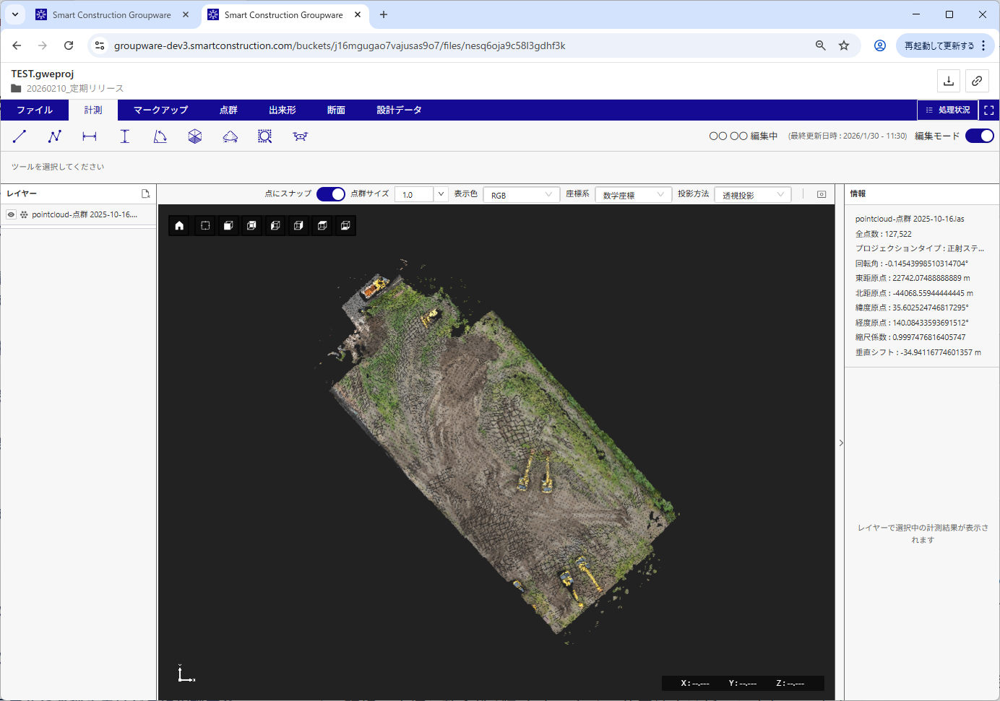 Smart Construction Groupware
Smart Construction Groupware
groupware-dev3.smartconstruction.com/buckets/j16mgugao7vajusas9o7/files/nesq6oja9c58l3gdhf3k
再起動して更新する
TEST.gweproj
20260210_定期リリース
ファイル 計測 マークアップ 点群 出来形 断面 設計データ 処理状況
〇〇 〇〇 編集中 (最終更新日時 : 2026/1/30 - 11:30) 編集モード
ツールを選択してください
レイヤー
pointcloud-点群 2025-10-16....
点にスナップ 点群サイズ 1.0 表示色 RGB 座標系 数学座標 投影方法 透視投影
情報
pointcloud-点群 2025-10-16.las
全点数 : 127,522
プロジェクションタイプ : 正射ステ...
回転角 : -0.14543998510314704°
東距原点 : 22742.07488888889 m
北距原点 : -44068.55944444445 m
緯度原点 : 35.602524746817295°
経度原点 : 140.08433593691512°
縮尺係数 : 0.9997476816405747
垂直シフト : -34.94116774601357 m
レイヤーで選択中の計測結果が表示さ
れます
X:--.--- Y:--.--- Z:--.---